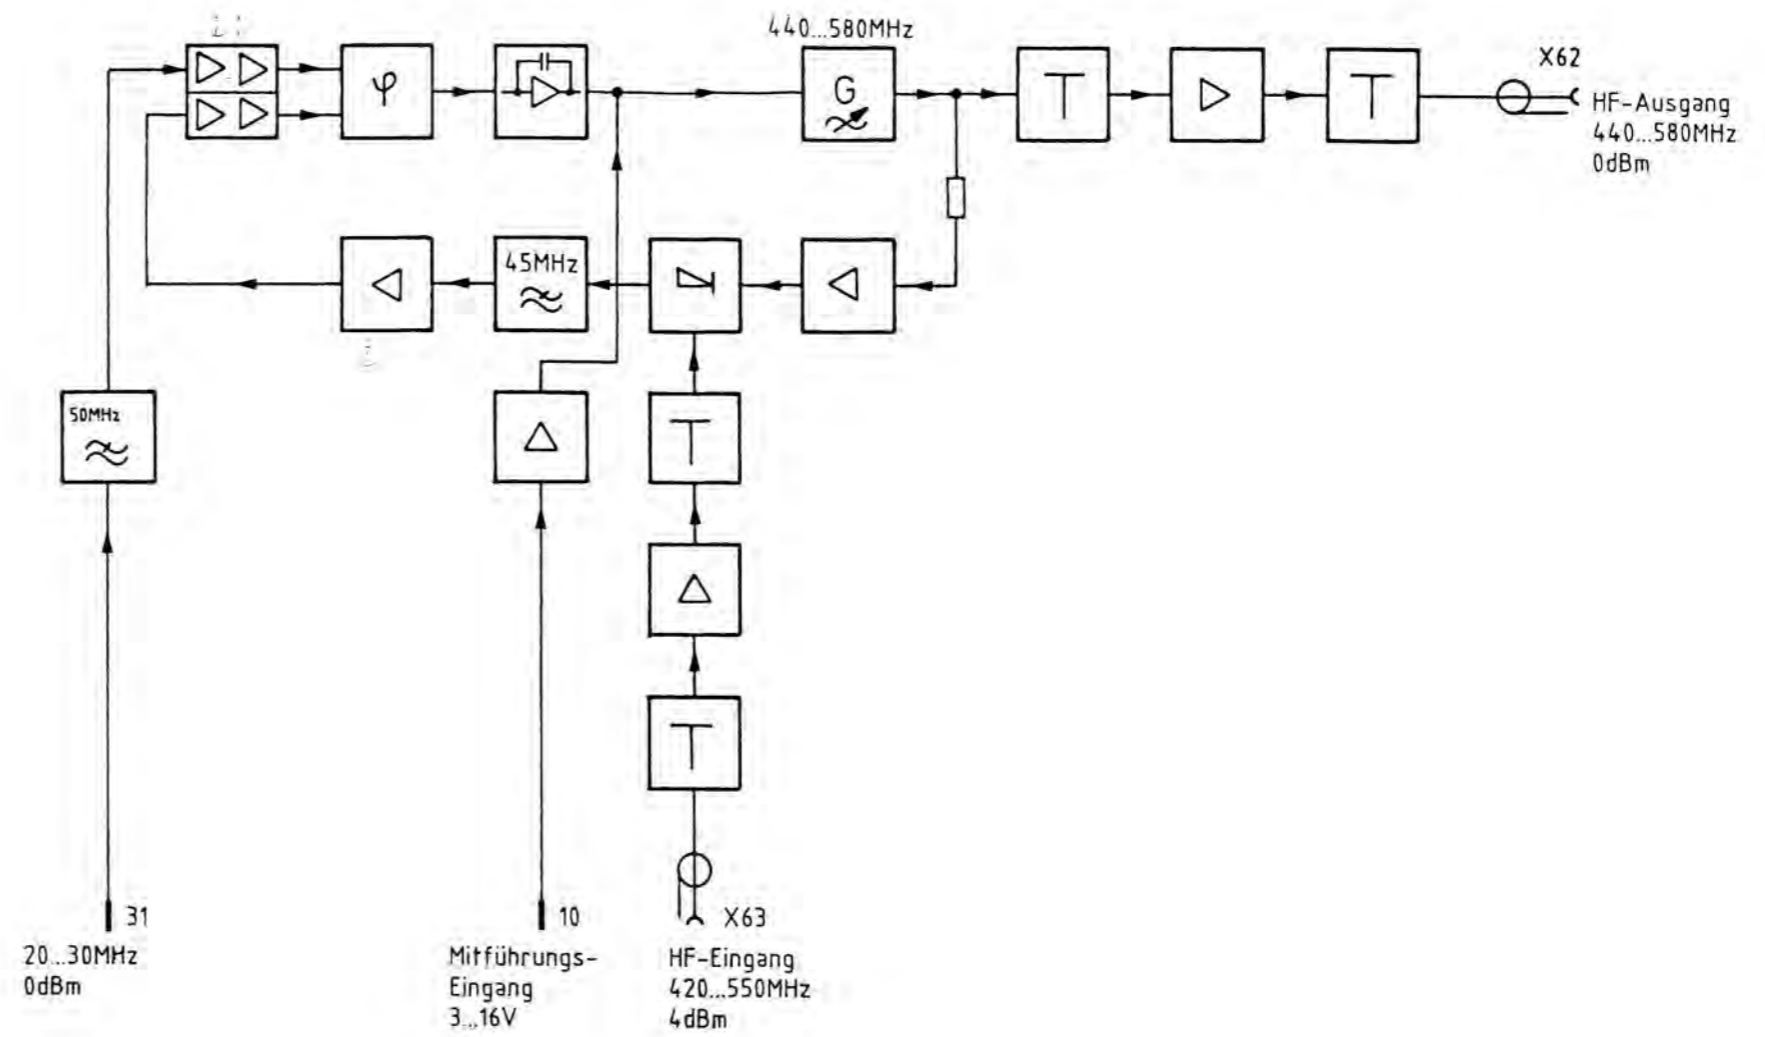 440...580MHz
φ
G
X62
HF-Ausgang
440...580MHz
0dBm
45MHz
50MHz
31
20...30MHz
0dBm
10
Mitführungs-
Eingang
3...16V
X63
HF-Eingang
420...550MHz
4dBm